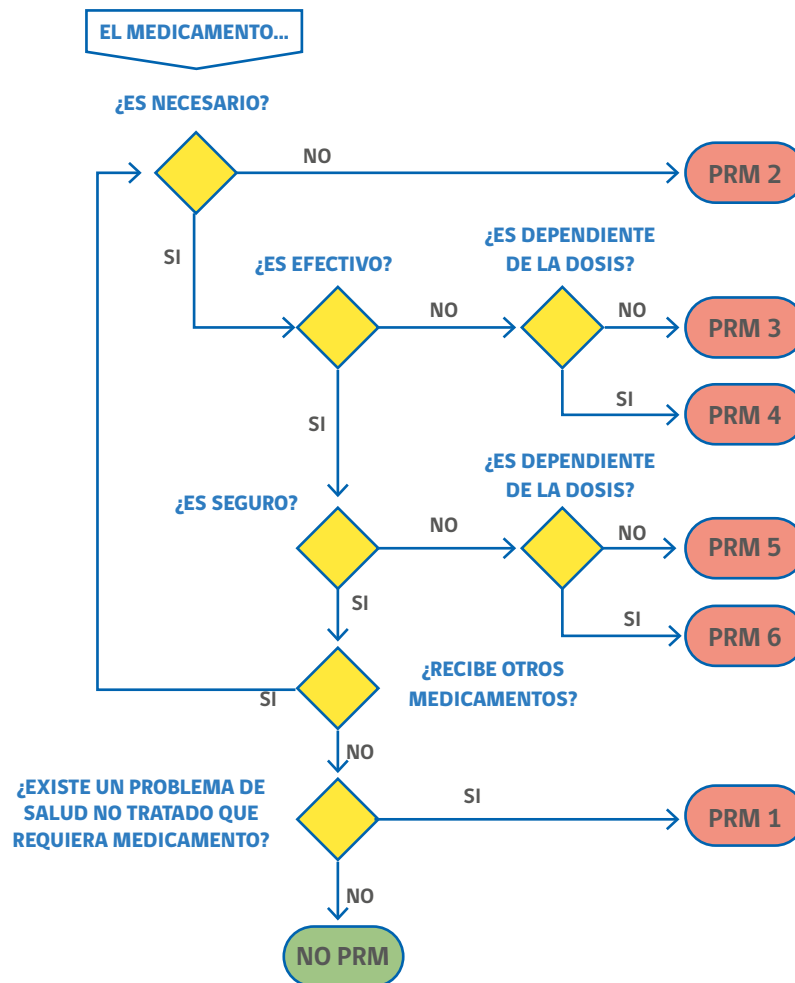 EL MEDICAMENTO...
¿ES NECESARIO?
NO
PRM 2
SI
¿ES EFECTIVO?
¿ES DEPENDIENTE
DE LA DOSIS?
NO
NO
PRM 3
SI
PRM 4
SI
¿ES SEGURO?
¿ES DEPENDIENTE
DE LA DOSIS?
NO
NO
PRM 5
SI
SI
PRM 6
¿RECIBE OTROS
MEDICAMENTOS?
SI
NO
¿EXISTE UN PROBLEMA DE
SALUD NO TRATADO QUE
REQUIERA MEDICAMENTO?
SI
PRM 1
NO
NO PRM